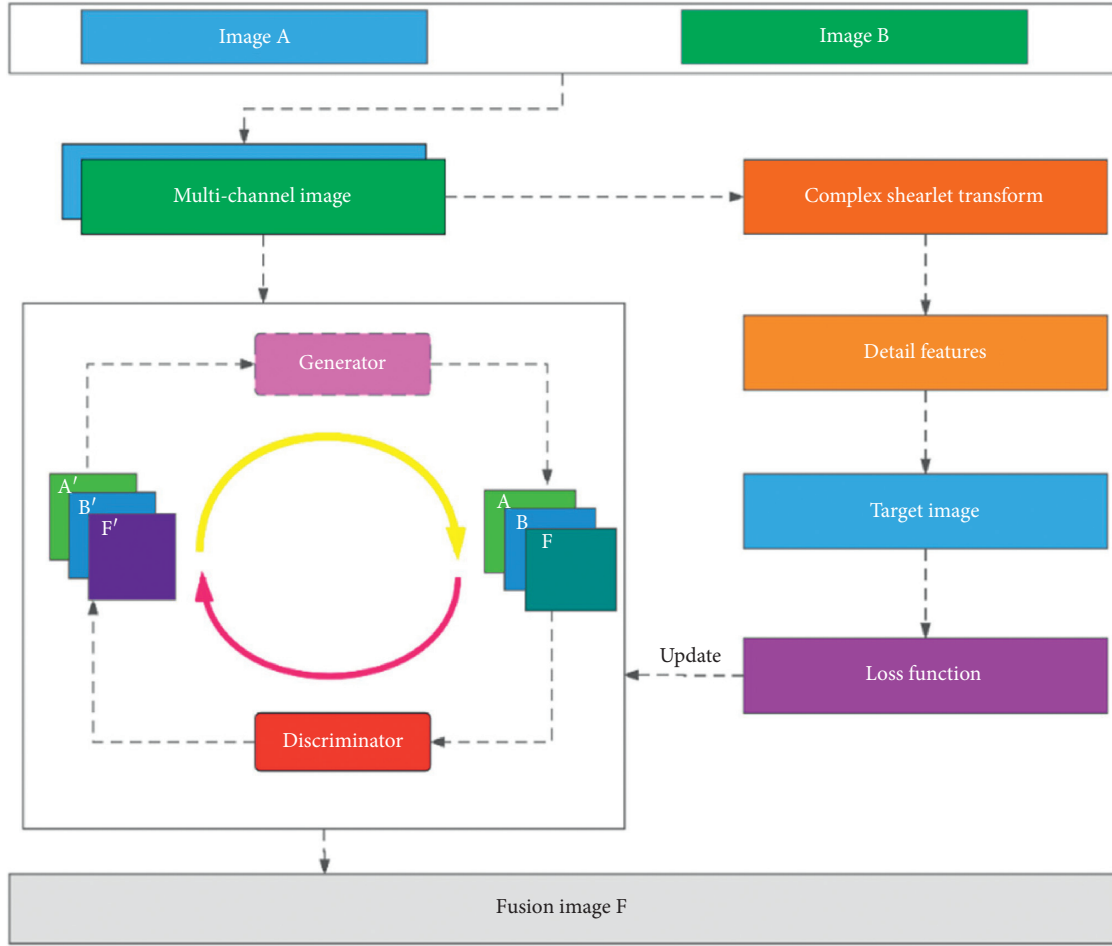 Image A
Image B
Multi-channel image
Complex shearlet transform
Generator
Detail features
A′
B′
F′
A
B
F
Target image
Update
Loss function
Discriminator
Fusion image F